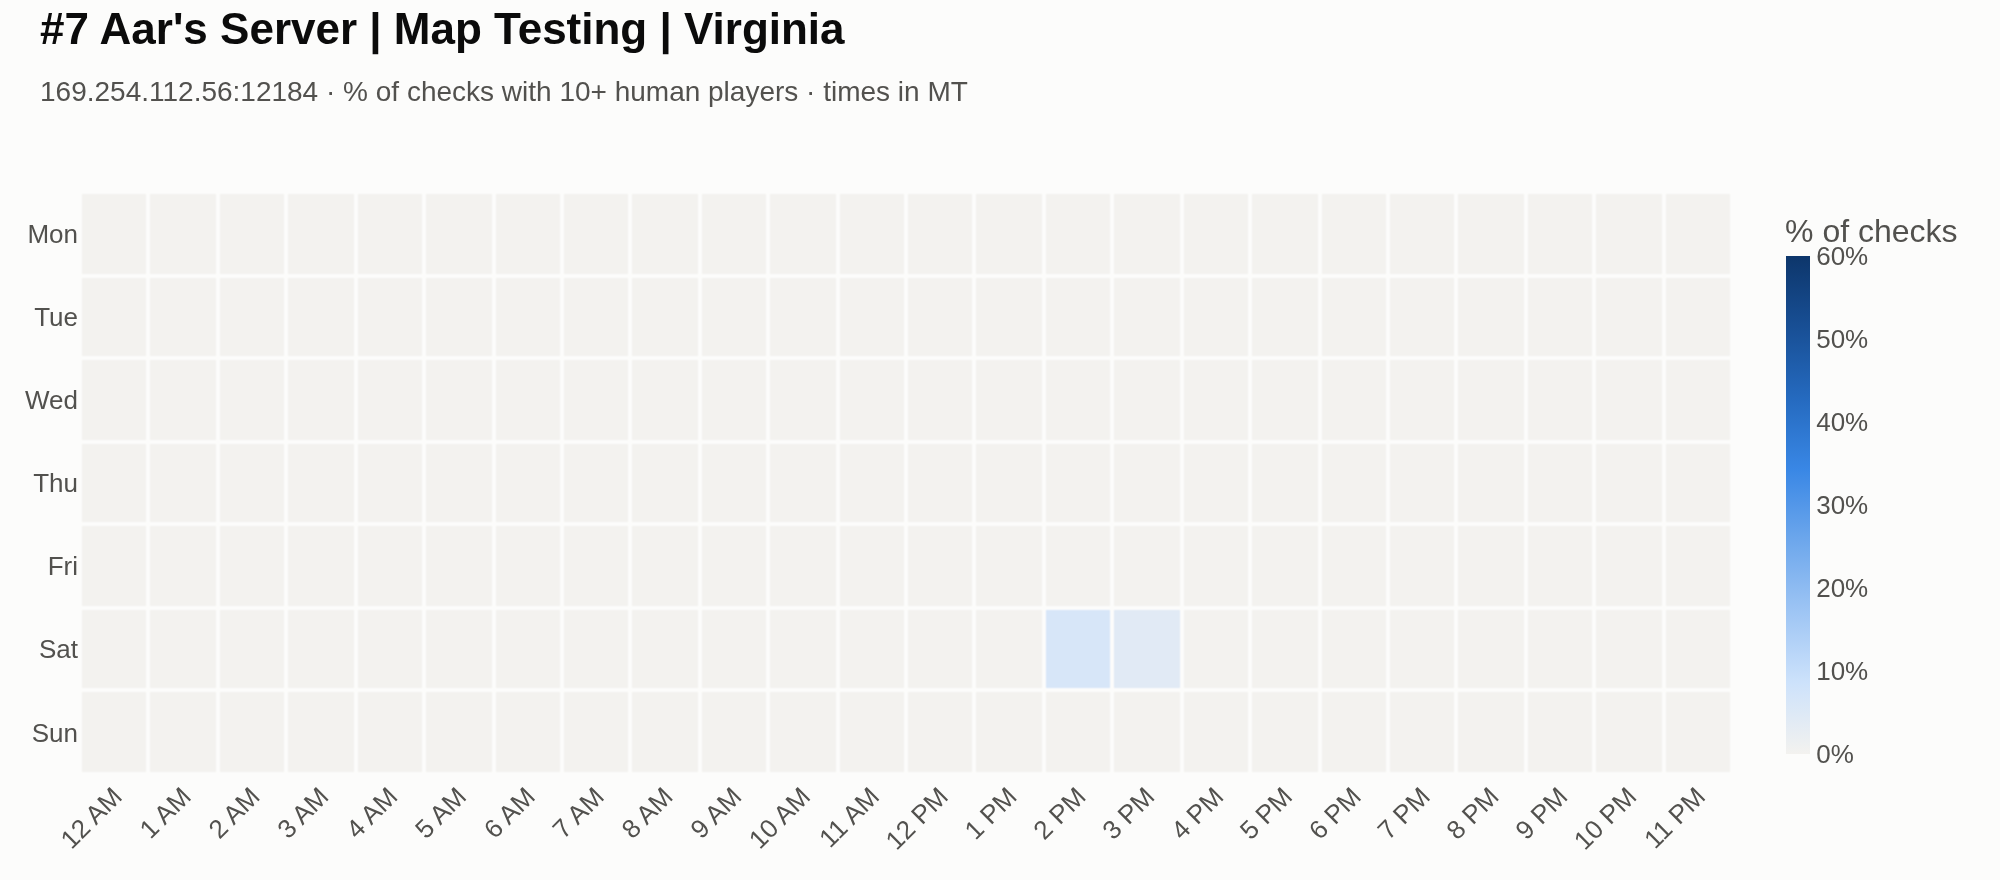 #7 Aar's Server | Map Testing | Virginia
169.254.112.56:12184 · % of checks with 10+ human players · times in MT
% of checks
60%
50%
40%
30%
20%
10%
0%
Mon
Tue
Wed
Thu
Fri
Sat
Sun
12 AM
1 AM
2 AM
3 AM
4 AM
5 AM
6 AM
7 AM
8 AM
9 AM
10 AM
11 AM
12 PM
1 PM
2 PM
3 PM
4 PM
5 PM
6 PM
7 PM
8 PM
9 PM
10 PM
11 PM